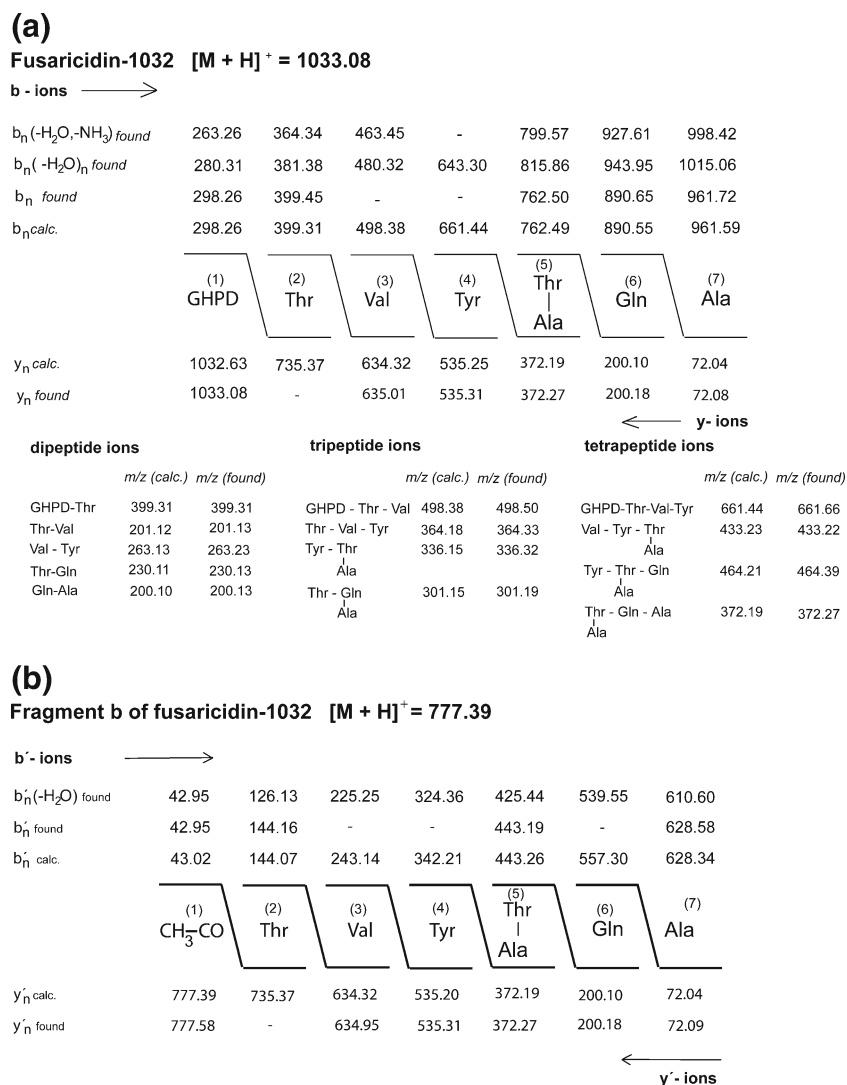 (a)
Fusaricidin-1032 [M + H]⁺ = 1033.08
b - ions
bn(-H2O,-NH3) found 263.26 364.34 463.45 - 799.57 927.61 998.42
bn( -H2O)n found 280.31 381.38 480.32 643.30 815.86 943.95 1015.06
bn found 298.26 399.45 - - 762.50 890.65 961.72
bn calc. 298.26 399.31 498.38 661.44 762.49 890.55 961.59
(1) (2) (3) (4) (5) (6) (7)
GHPD Thr Val Tyr Thr Gln Ala
Ala
yn calc. 1032.63 735.37 634.32 535.25 372.19 200.10 72.04
yn found 1033.08 - 635.01 535.31 372.27 200.18 72.08
y- ions
dipeptide ions
m/z (calc.) m/z (found)
GHPD-Thr 399.31 399.31
Thr-Val 201.12 201.13
Val - Tyr 263.13 263.23
Thr-Gln 230.11 230.13
Gln-Ala 200.10 200.13
tripeptide ions
m/z (calc.) m/z (found)
GHPD - Thr - Val 498.38 498.50
Thr - Val - Tyr 364.18 364.33
Tyr - Thr 336.15 336.32
Ala
Thr - Gln 301.15 301.19
Ala
tetrapeptide ions
m/z (calc.) m/z (found)
GHPD-Thr-Val-Tyr 661.44 661.66
Val - Tyr - Thr 433.23 433.22
Ala
Tyr - Thr - Gln 464.21 464.39
Ala
Thr - Gln - Ala 372.19 372.27
Ala
(b)
Fragment b of fusaricidin-1032 [M + H]⁺= 777.39
b´- ions
b´n(-H2O) found 42.95 126.13 225.25 324.36 425.44 539.55 610.60
b´n found 42.95 144.16 - - 443.19 - 628.58
b´n calc. 43.02 144.07 243.14 342.21 443.26 557.30 628.34
(1) (2) (3) (4) (5) (6) (7)
CH3–CO Thr Val Tyr Thr Gln Ala
Ala
y´n calc. 777.39 735.37 634.32 535.20 372.19 200.10 72.04
y´n found 777.58 - 634.95 535.31 372.27 200.18 72.09
y´- ions